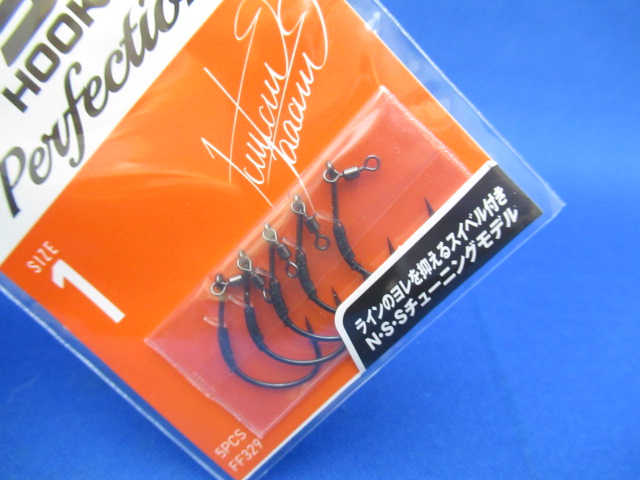 HOOK
Perfection
SIZE
1
ラインのヨレを抑えるスイベル付き
N・S・Sチューニングモデル
5PCS
FF329